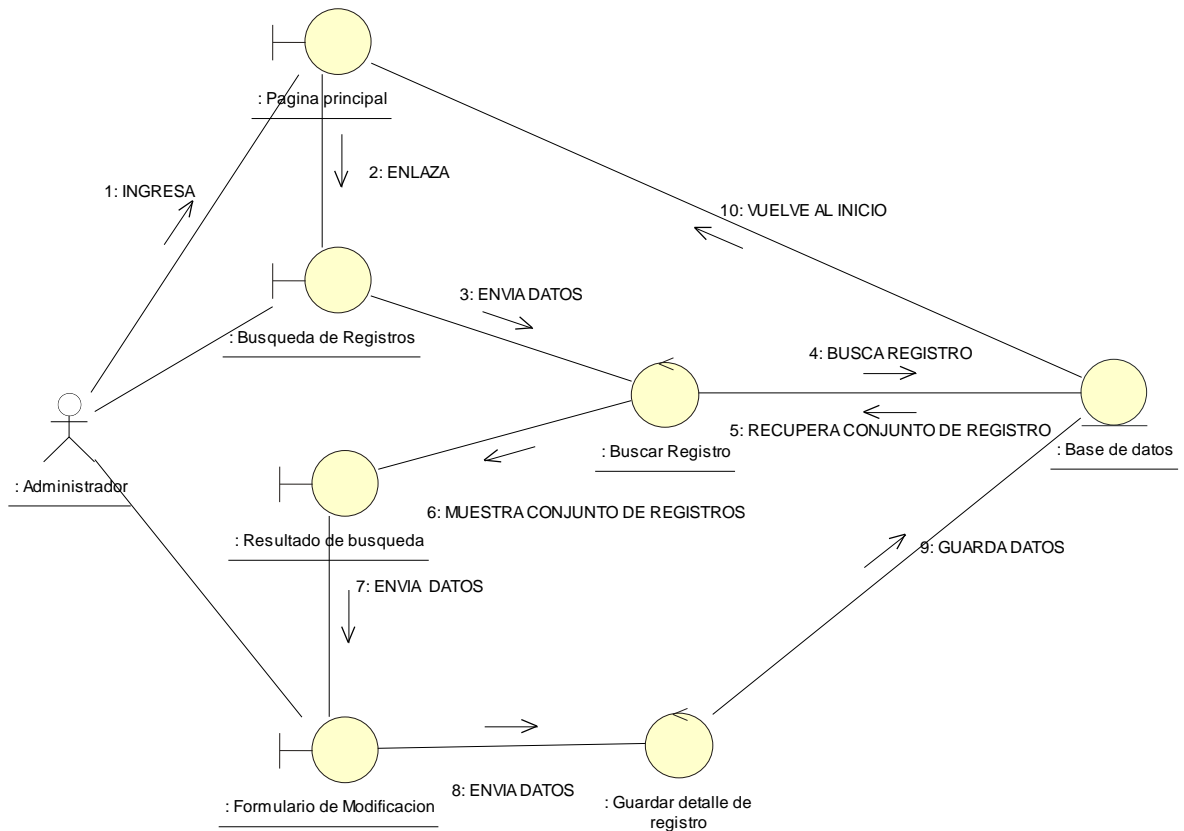 : Pagina principal
1: INGRESA
2: ENLAZA
10: VUELVE AL INICIO
3: ENVIA DATOS
: Busqueda de Registros
4: BUSCA REGISTRO
5: RECUPERA CONJUNTO DE REGISTRO
: Buscar Registro
: Base de datos
: Administrador
6: MUESTRA CONJUNTO DE REGISTROS
: Resultado de busqueda
9: GUARDA DATOS
7: ENVIA DATOS
8: ENVIA DATOS
: Formulario de Modificacion
: Guardar detalle de
registro